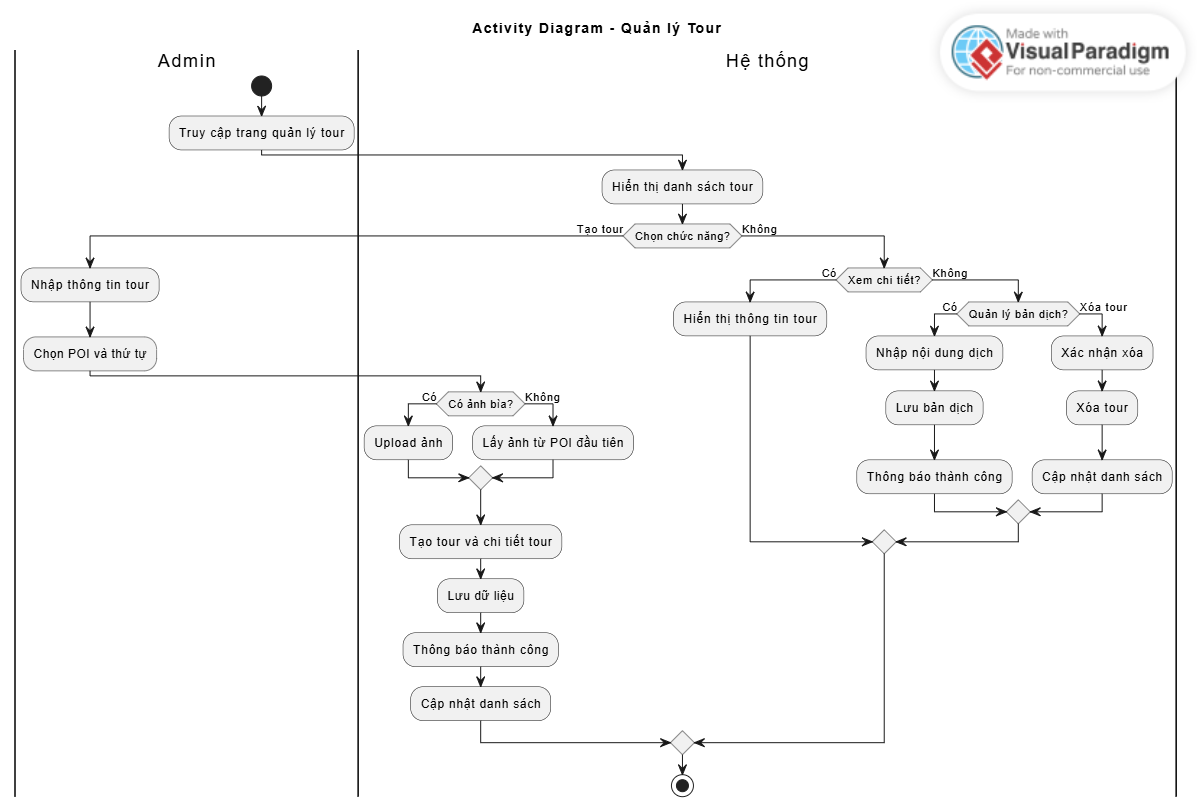 Activity Diagram - Quản lý Tour
Made with
Visual Paradigm
For non-commercial use
Admin
Hệ thống
Truy cập trang quản lý tour
Hiển thị danh sách tour
Tạo tour
Chọn chức năng?
Không
Nhập thông tin tour
Có
Xem chi tiết?
Không
Hiển thị thông tin tour
Có
Quản lý bản dịch?
Xóa tour
Chọn POI và thứ tự
Nhập nội dung dịch
Xác nhận xóa
Có
Có ảnh bìa?
Không
Lưu bản dịch
Xóa tour
Upload ảnh
Lấy ảnh từ POI đầu tiên
Thông báo thành công
Cập nhật danh sách
Tạo tour và chi tiết tour
Lưu dữ liệu
Thông báo thành công
Cập nhật danh sách